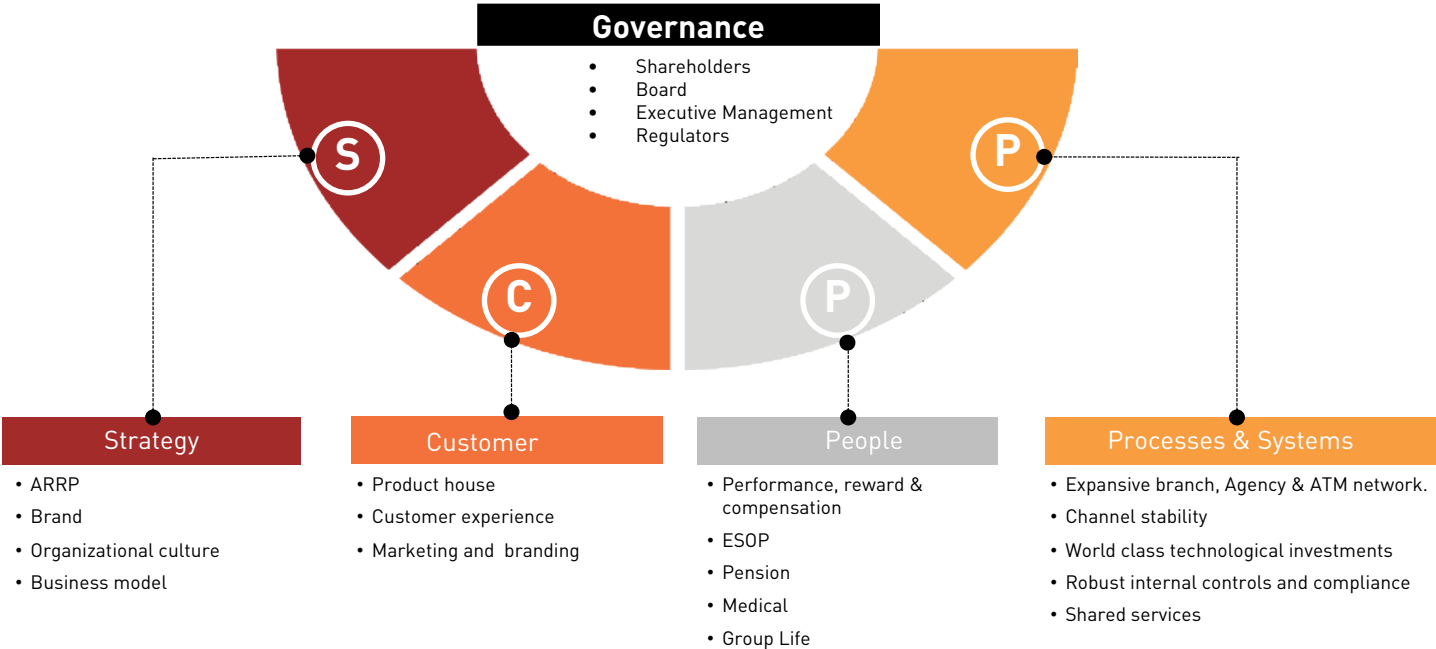 Governance
• Shareholders
• Board
• Executive Management
• Regulators
S
C
P
P
Strategy
• ARRP
• Brand
• Organizational culture
• Business model
Customer
• Product house
• Customer experience
• Marketing and branding
People
• Performance, reward &
compensation
• ESOP
• Pension
• Medical
• Group Life
Processes & Systems
• Expansive branch, Agency & ATM network.
• Channel stability
• World class technological investments
• Robust internal controls and compliance
• Shared services